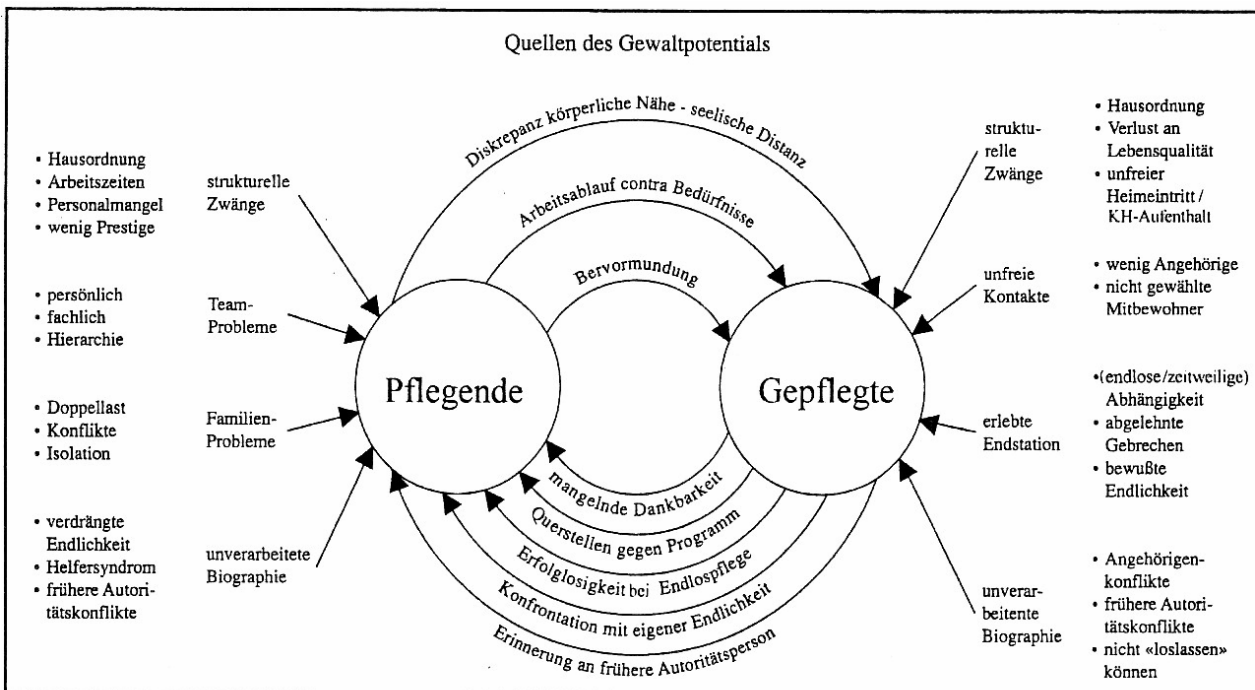 Quellen des Gewaltpotentials
• Hausordnung
• Arbeitszeiten
• Personalmangel
• wenig Prestige
strukturelle
Zwänge
• persönlich
• fachlich
• Hierarchie
Team-
Probleme
• Doppellast
• Konflikte
• Isolation
Familien-
Probleme
• verdrängte
Endlichkeit
• Helfersyndrom
• frühere Autori-
tätskonflikte
unverarbeitete
Biographie
Diskrepanz körperliche Nähe - seelische Distanz
Arbeitsablauf contra Bedürfnisse
Bervormundung
Pflegende
Gepflegte
mangelnde Dankbarkeit
Querstellen gegen Programm
Erfolglosigkeit bei Endlospflege
Konfrontation mit eigener Endlichkeit
Erinnerung an frühere Autoritätsperson
struktu-
relle
Zwänge
• Hausordnung
• Verlust an
Lebensqualität
• unfreier
Heimeintritt /
KH-Aufenthalt
unfreie
Kontakte
• wenig Angehörige
• nicht gewählte
Mitbewohner
erlebte
Endstation
• (endlose/zeitweilige)
Abhängigkeit
• abgelehnte
Gebrechen
• bewußte
Endlichkeit
unverar-
beitente
Biographie
• Angehörigen-
konflikte
• frühere Autori-
tätskonflikte
• nicht «loslassen»
können